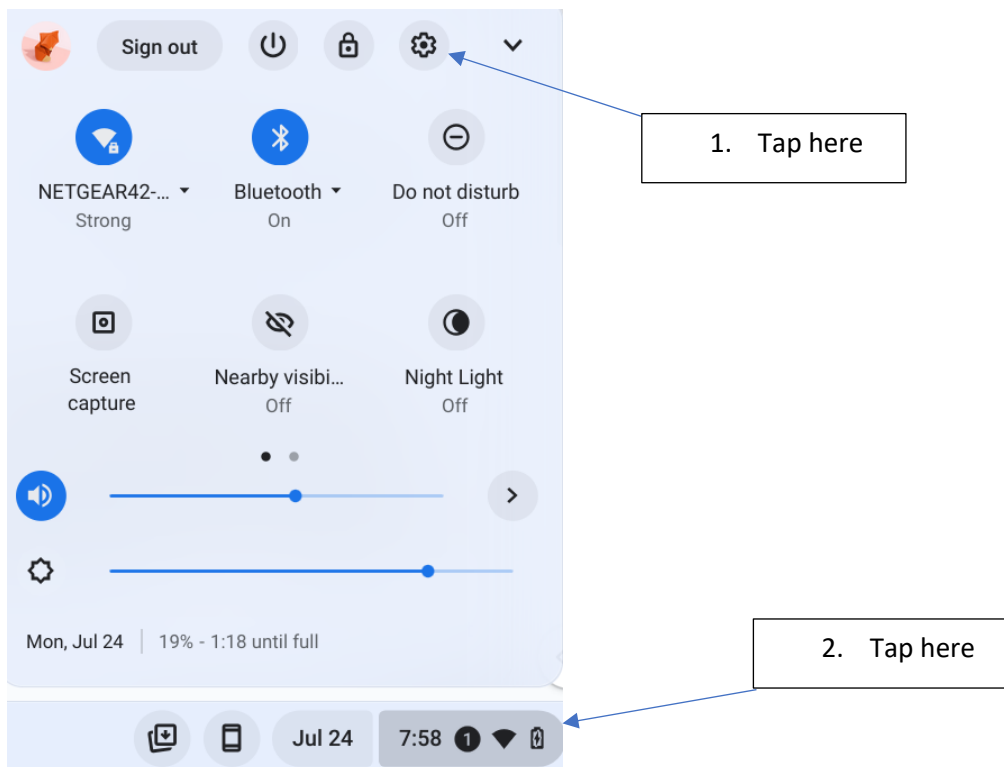 Sign out
1. Tap here
NETGEAR42-... Bluetooth Do not disturb
Strong On Off
Screen capture
Nearby visibi... Night Light
Off Off
Mon, Jul 24 19% - 1:18 until full
2. Tap here
Jul 24 7:58 1